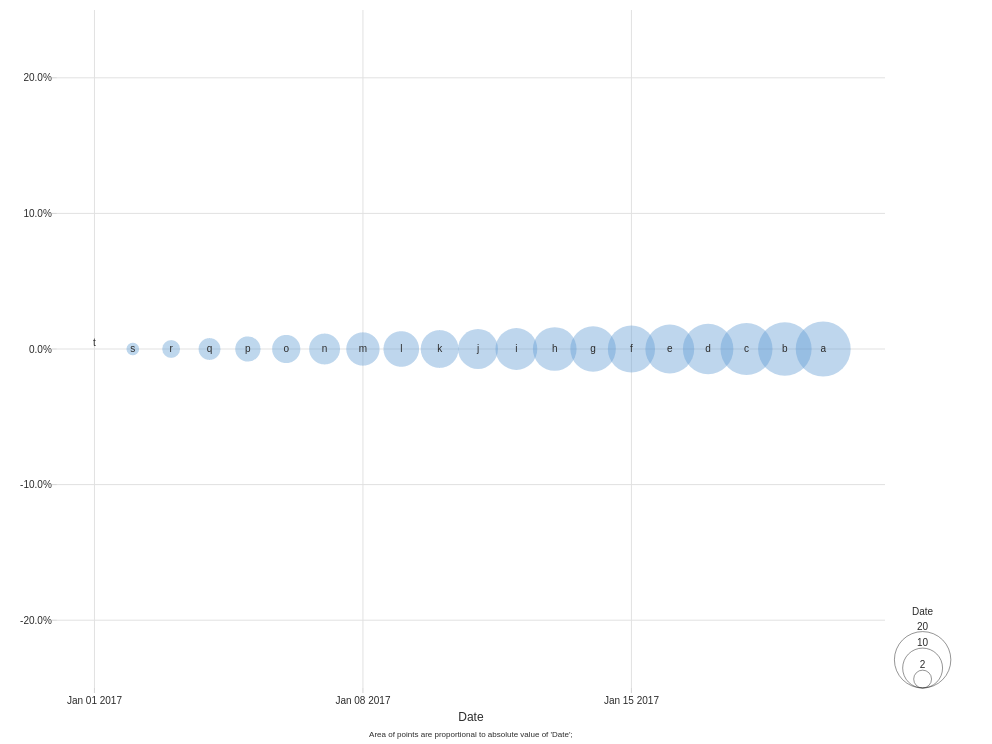 20.0%
10.0%
t
0.0%
s r q p o n m l k j i h g f e d c b a
-10.0%
-20.0%
Date
20
10
2
Jan 01 2017 Jan 08 2017 Jan 15 2017
Date
Area of points are proportional to absolute value of 'Date';